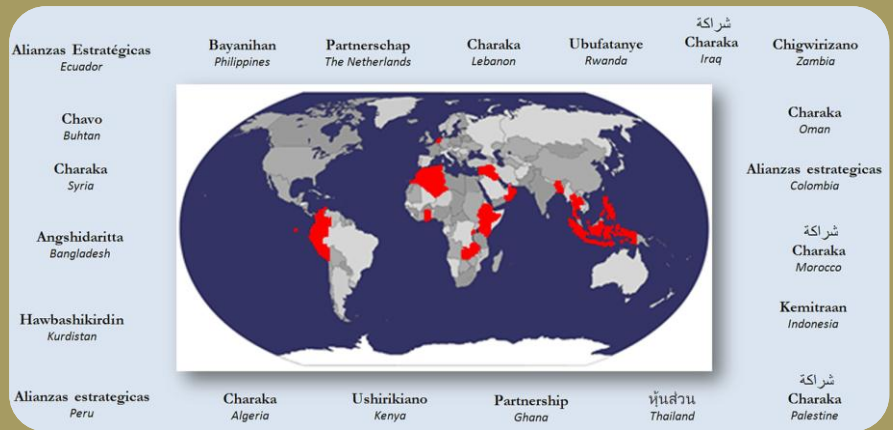 Alianzas Estratégicas
Ecuador
Bayanihan
Philippines
Partnerschap
The Netherlands
Charaka
Lebanon
Ubufatanye
Rwanda
شراكة
Charaka
Iraq
Chigwirizano
Zambia
Chavo
Buhtan
Charaka
Oman
Charaka
Syria
Alianzas estrategicas
Colombia
Angshidaritta
Bangladesh
شراكة
Charaka
Morocco
Hawbashikirdin
Kurdistan
Kemitraan
Indonesia
Alianzas estrategicas
Peru
Charaka
Algeria
Ushirikiano
Kenya
Partnership
Ghana
หุ้นส่วน
Thailand
شراكة
Charaka
Palestine